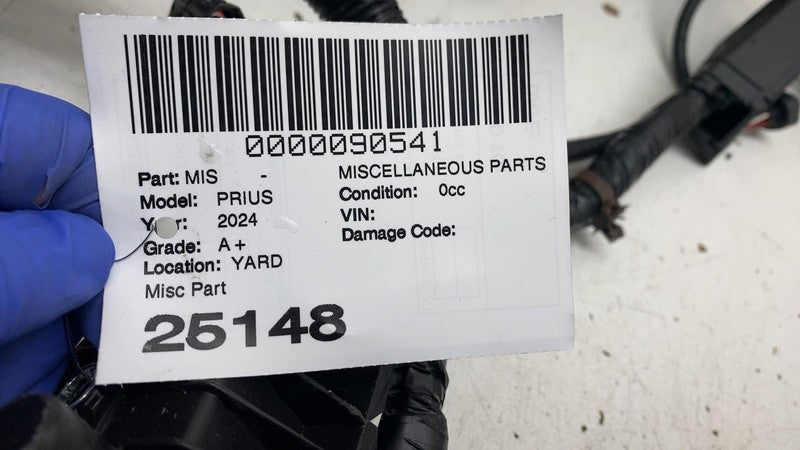 0000090541
Part: MIS - MISCELLANEOUS PARTS
Model: PRIUS Condition: 0cc
Year: 2024 VIN:
Grade: A+ Damage Code:
Location: YARD
Misc Part
25148